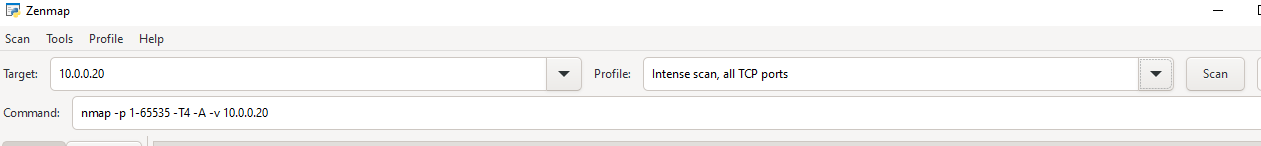 Zenmap
Scan Tools Profile Help
Target: 10.0.0.20 Profile: Intense scan, all TCP ports Scan
Command: nmap -p 1-65535 -T4 -A -v 10.0.0.20